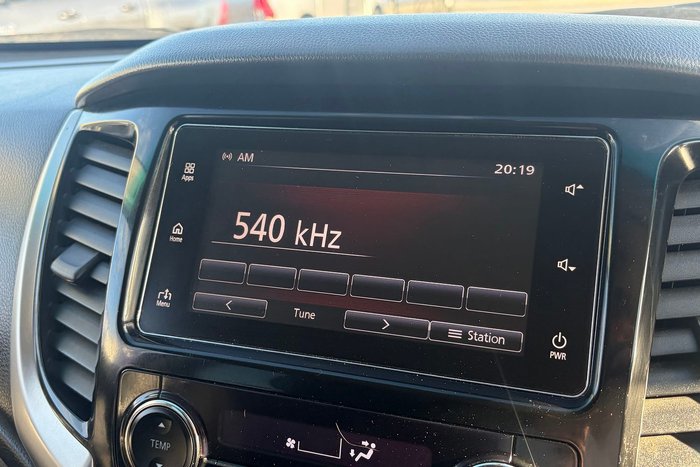 AM
20:19
Apps
540 kHz
Home
Menu
<
Tune
>
Station
PWR
TEMP